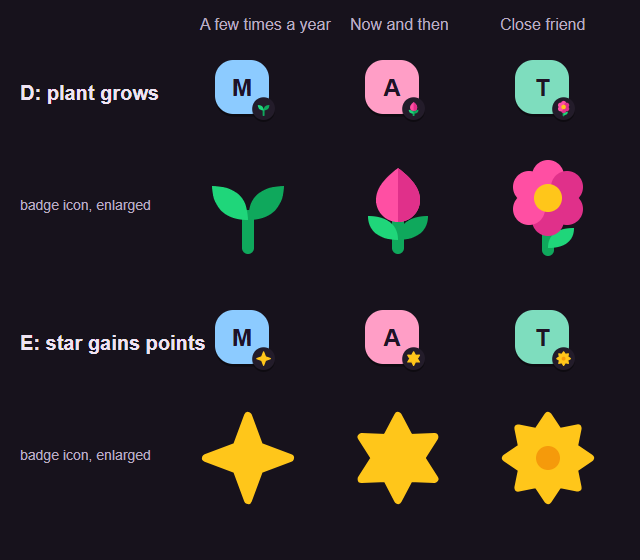 A few times a year Now and then Close friend
D: plant grows M A T
badge icon, enlarged
E: star gains points M A T
badge icon, enlarged